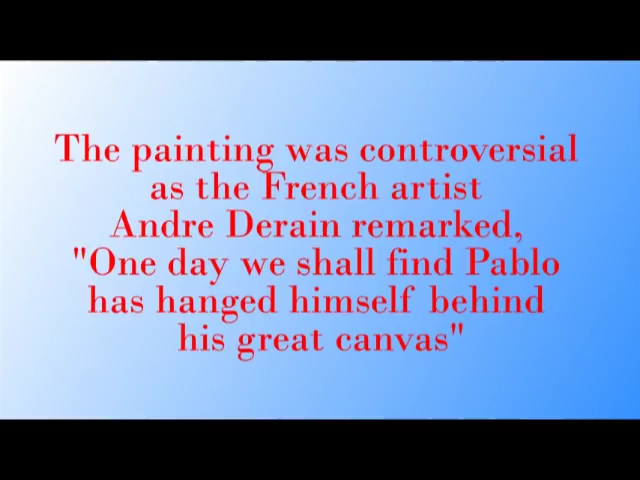 The painting was controversial
as the French artist
Andre Derain remarked,
"One day we shall find Pablo
has hanged himself behind
his great canvas"